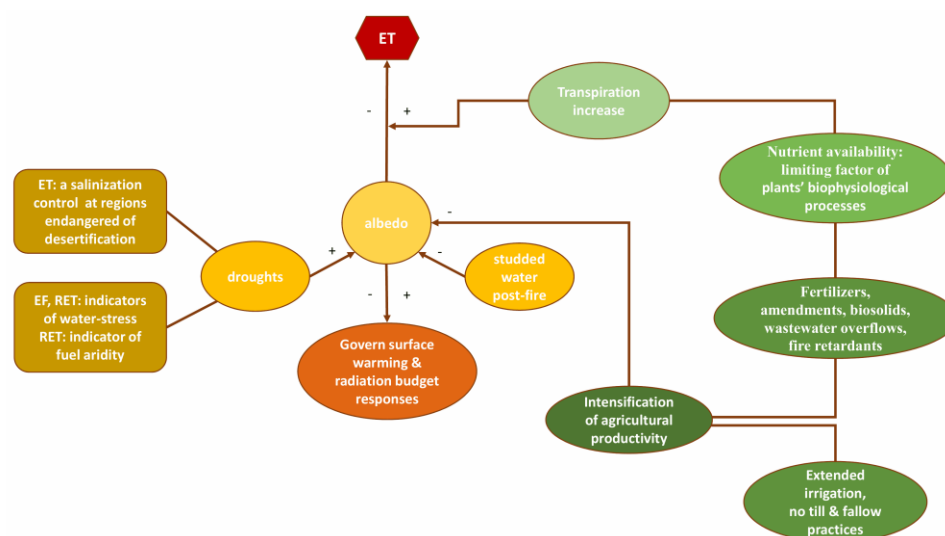 ET
-
+
Transpiration
increase
Nutrient availability:
limiting factor of
plants' biophysiological
processes
ET: a salinization
control at regions
endangered of
desertification
albedo
-
+
-
droughts
studded
water
post-fire
EF, RET: indicators
of water-stress
RET: indicator of
fuel aridity
-
+
Fertilizers,
amendments, biosolids,
wastewater overflows,
fire retardants
Govern surface
warming &
radiation budget
responses
Intensification
of agricultural
productivity
Extended
irrigation,
no till & fallow
practices